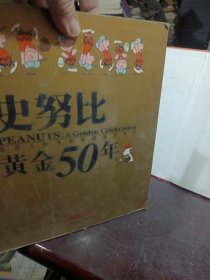 史努比
PEANUTS: A Golden Celebration
黄金50年